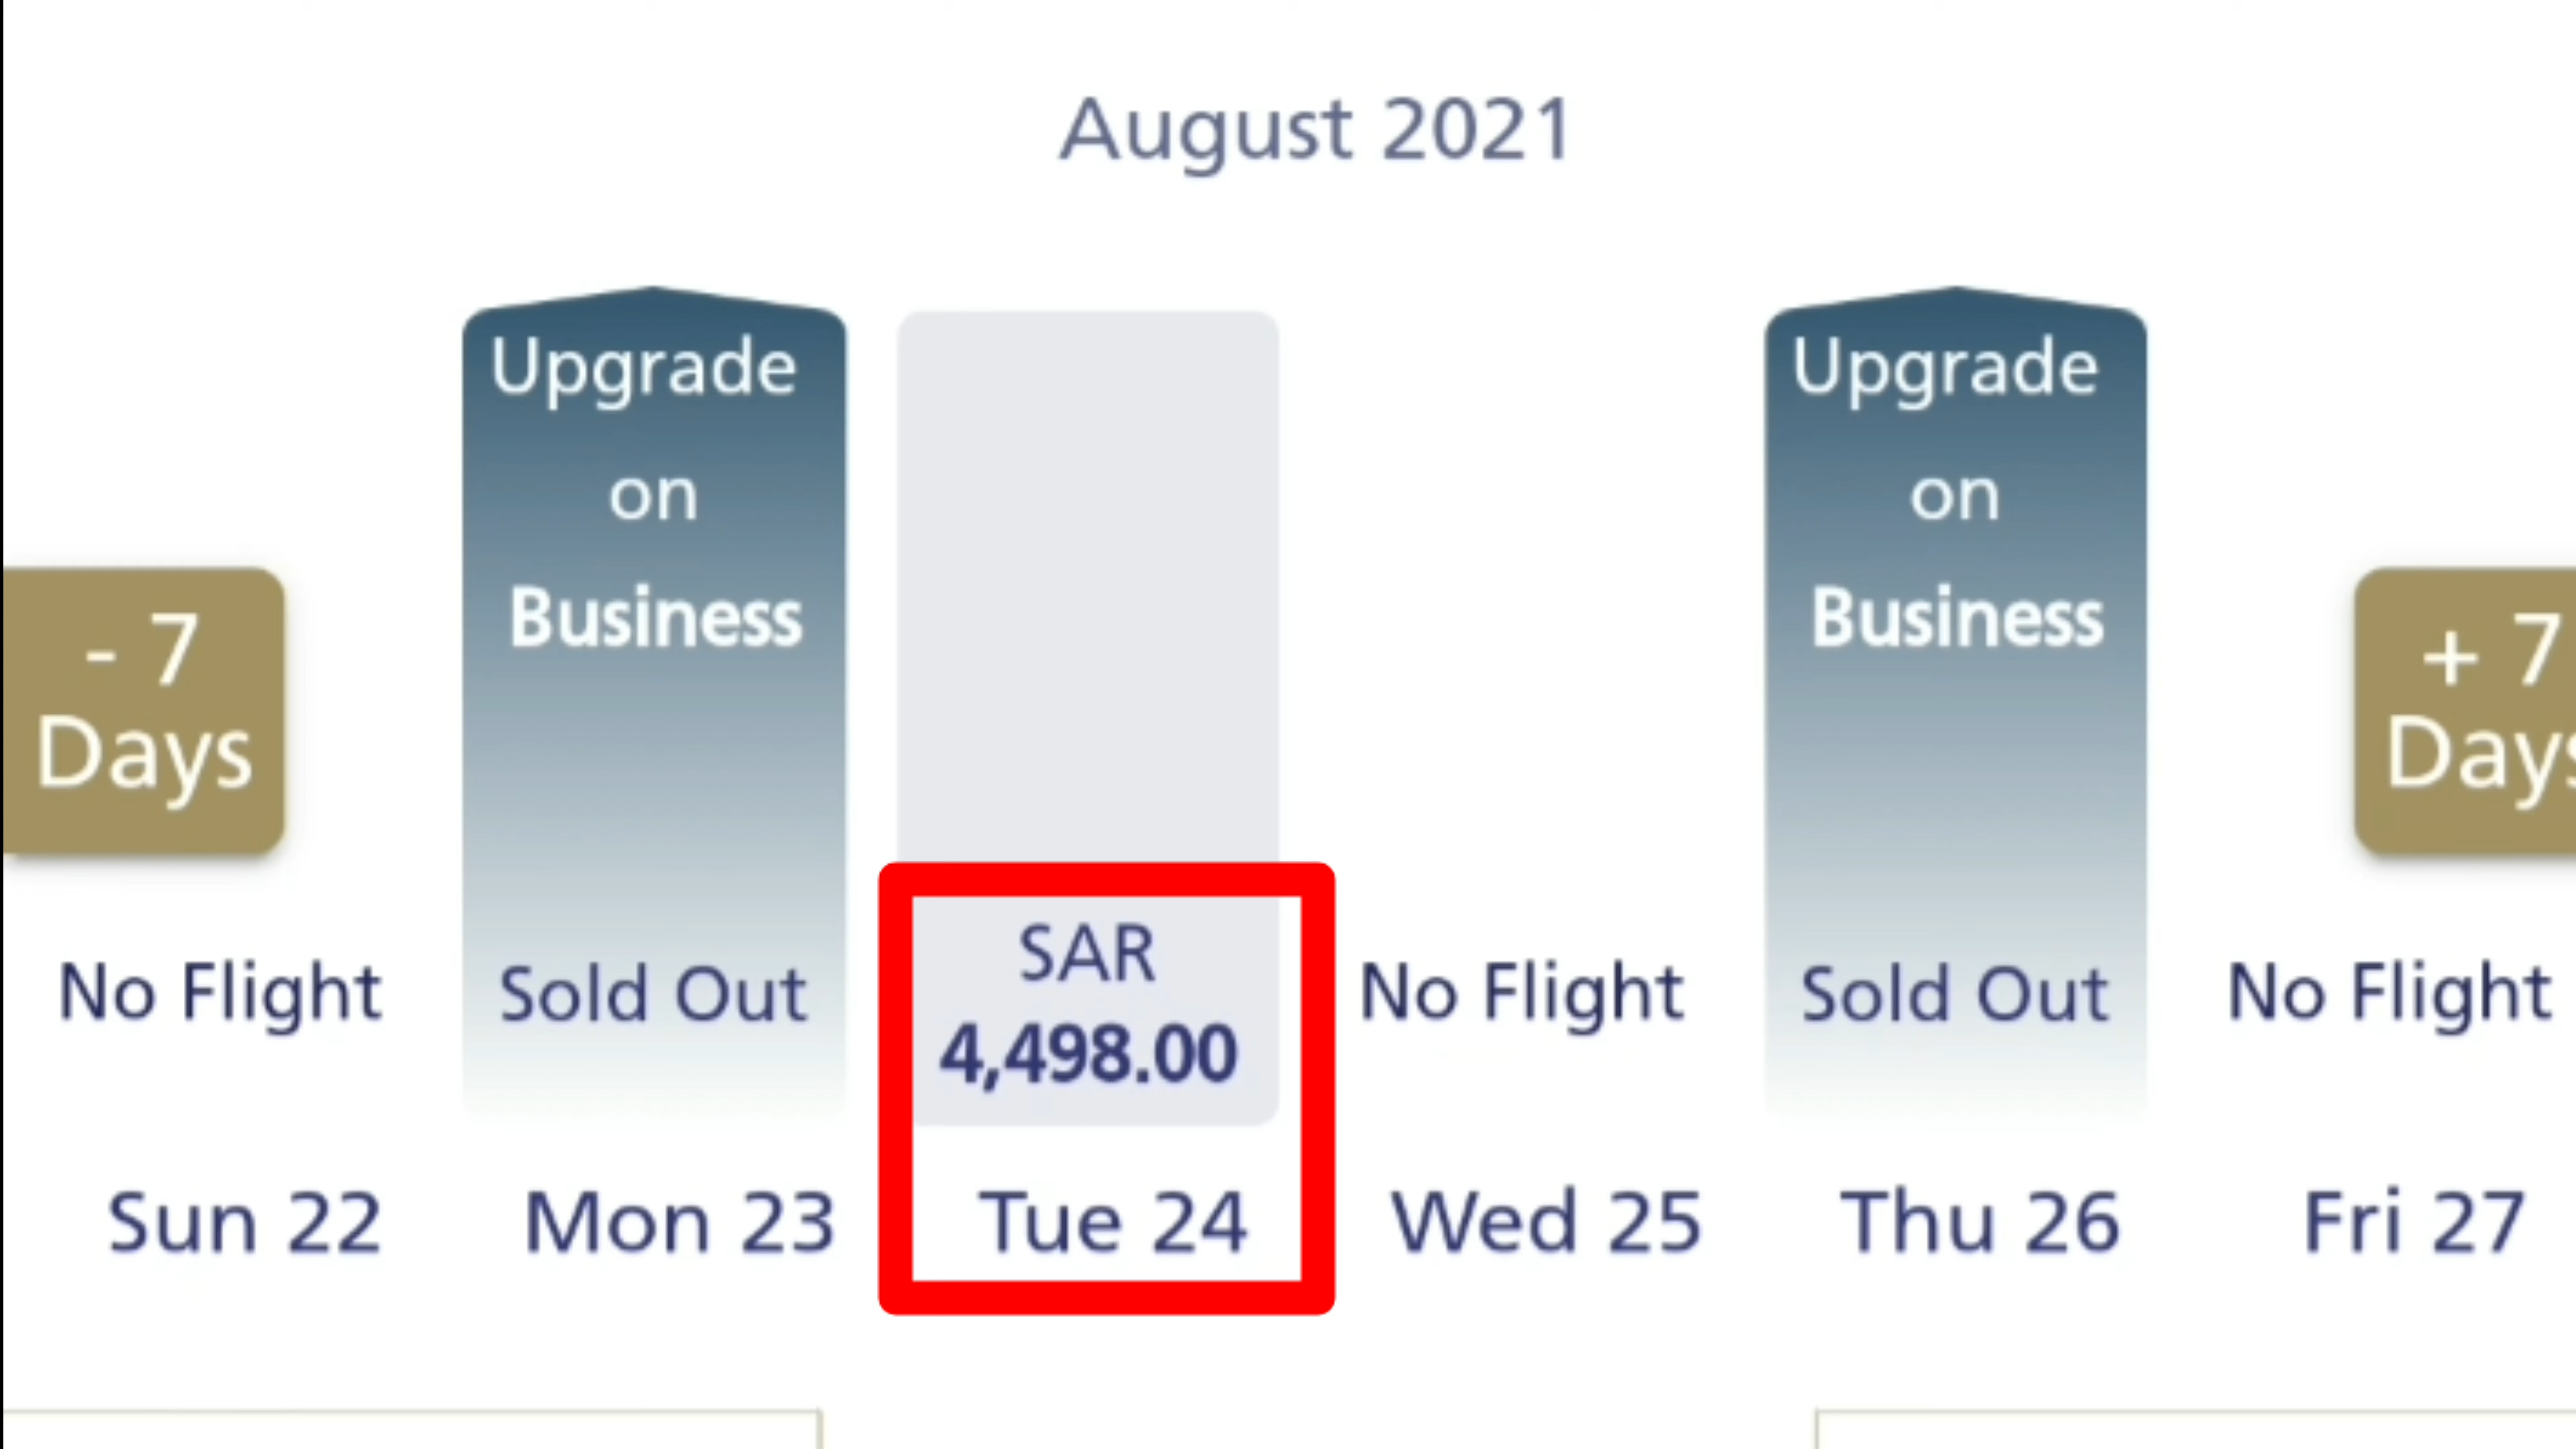 August 2021
Upgrade
on
Business
Upgrade
on
Business
- 7
Days
+ 7
Days
No Flight
Sold Out
SAR
4,498.00
No Flight
Sold Out
No Flight
Sun 22
Mon 23
Tue 24
Wed 25
Thu 26
Fri 27